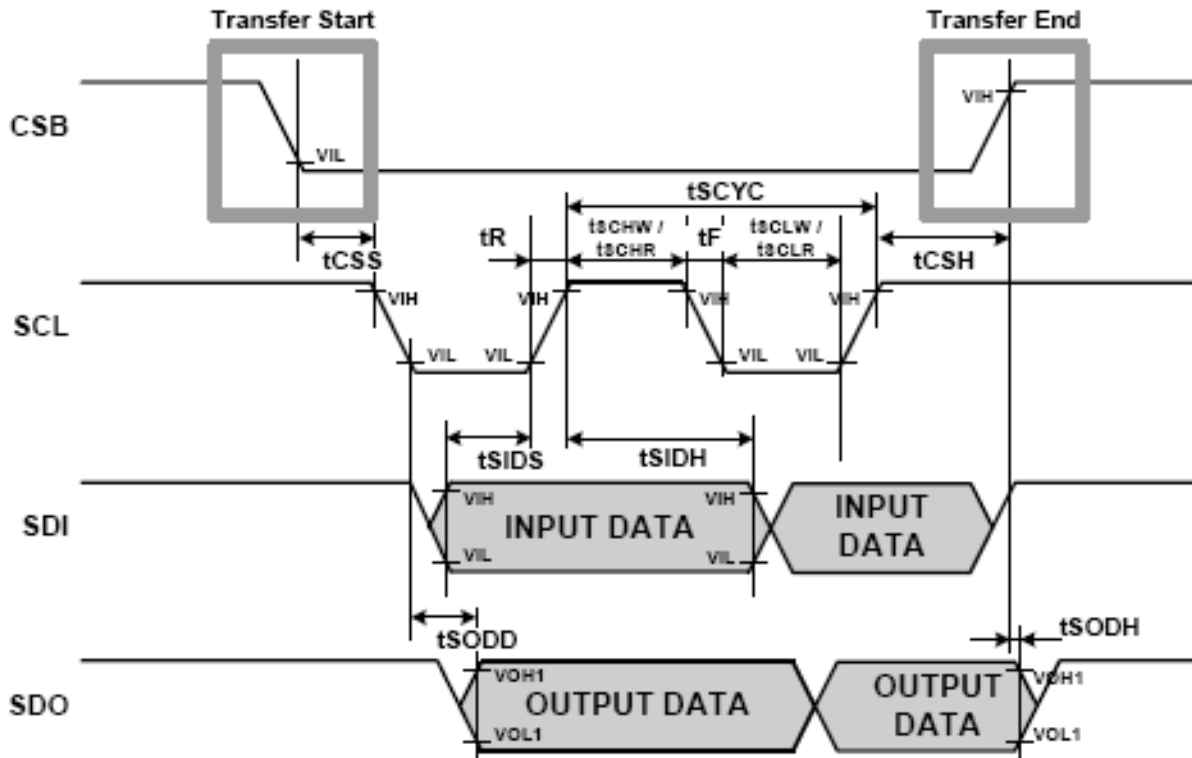 Transfer Start
Transfer End
CSB
VIL
VIH
tSCYC
tCSS
tR
tSCHW /
tSCHR
tF
tSCLW /
tSCLR
tCSH
SCL
VIH
VIH
VIH
VIH
VIL
VIL
VIL
VIL
tSIDS
tSIDH
SDI
VIH
VIL
INPUT DATA
VIH
VIL
INPUT
DATA
tSODD
tSODH
SDO
VOH1
VOL1
OUTPUT DATA
OUTPUT
DATA
VOH1
VOL1